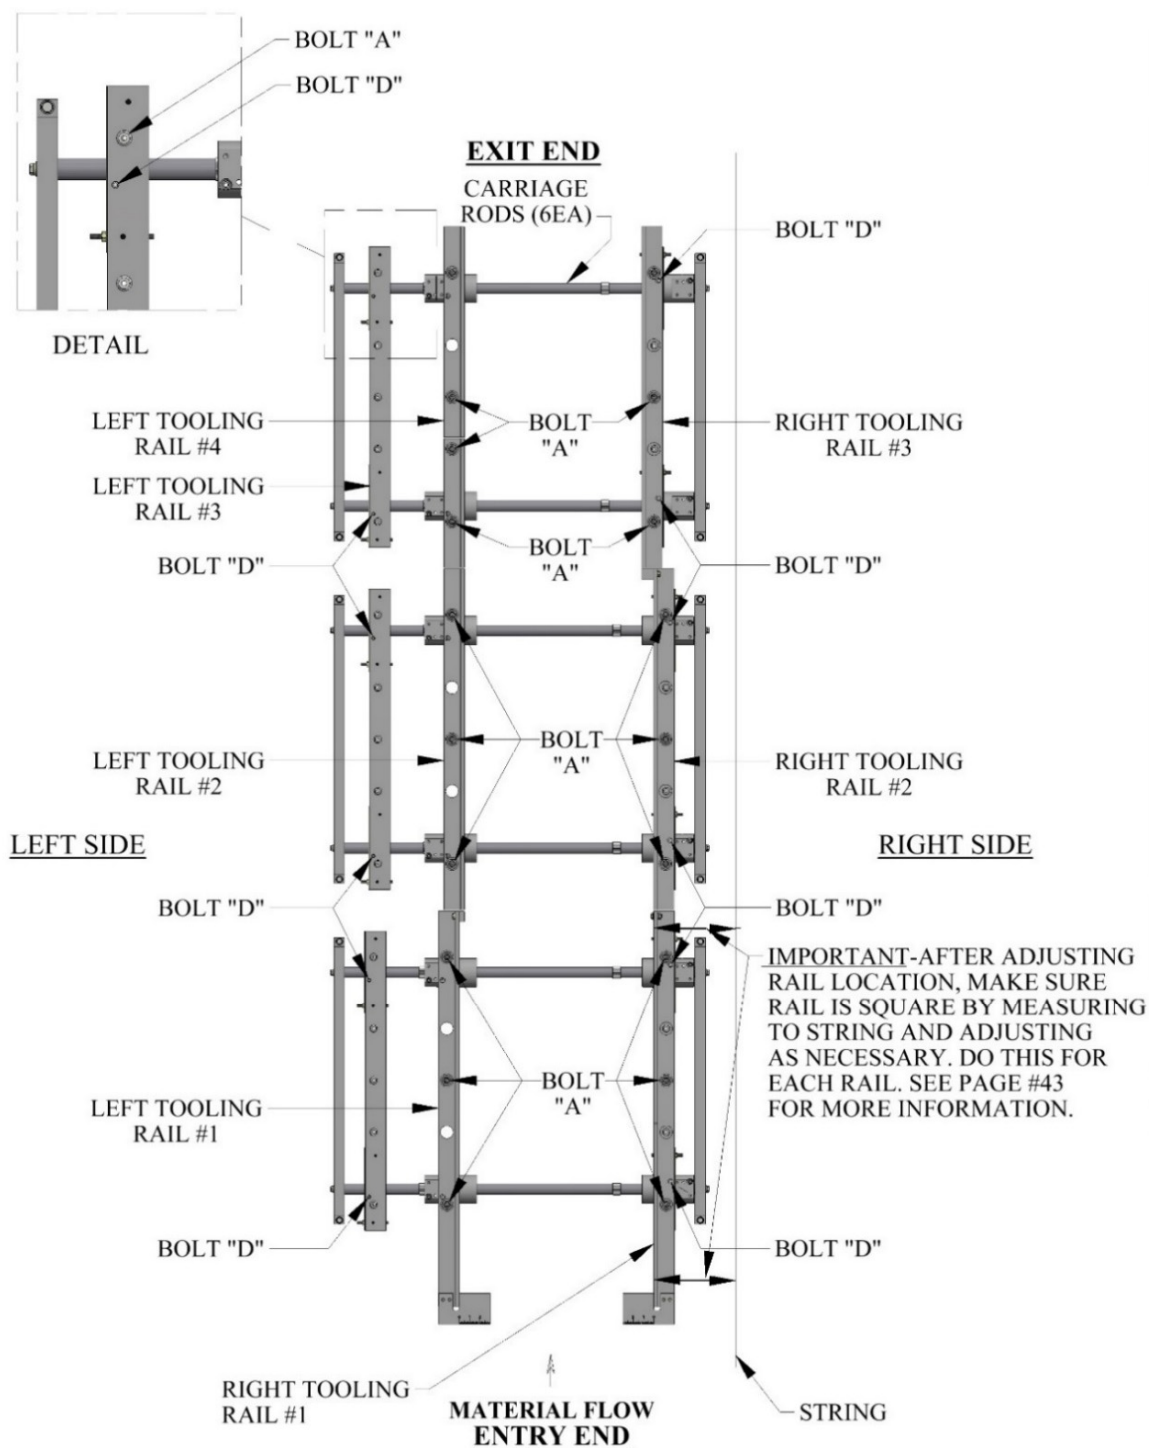 BOLT "A"
BOLT "D"
DETAIL
EXIT END
CARRIAGE
RODS (6EA)
BOLT "D"
LEFT TOOLING
RAIL #4
BOLT
"A"
RIGHT TOOLING
RAIL #3
LEFT TOOLING
RAIL #3
BOLT "D"
BOLT
"A"
BOLT "D"
LEFT TOOLING
RAIL #2
BOLT
"A"
RIGHT TOOLING
RAIL #2
LEFT SIDE
RIGHT SIDE
BOLT "D"
BOLT "D"
IMPORTANT-AFTER ADJUSTING
RAIL LOCATION, MAKE SURE
RAIL IS SQUARE BY MEASURING
TO STRING AND ADJUSTING
AS NECESSARY. DO THIS FOR
EACH RAIL. SEE PAGE #43
FOR MORE INFORMATION.
LEFT TOOLING
RAIL #1
BOLT
"A"
BOLT "D"
BOLT "D"
RIGHT TOOLING
RAIL #1
MATERIAL FLOW
ENTRY END
STRING